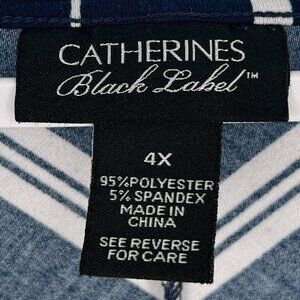 CATHERINES
Black Label™
4X
95%POLYESTER
5% SPANDEX
MADE IN
CHINA
SEE REVERSE
FOR CARE